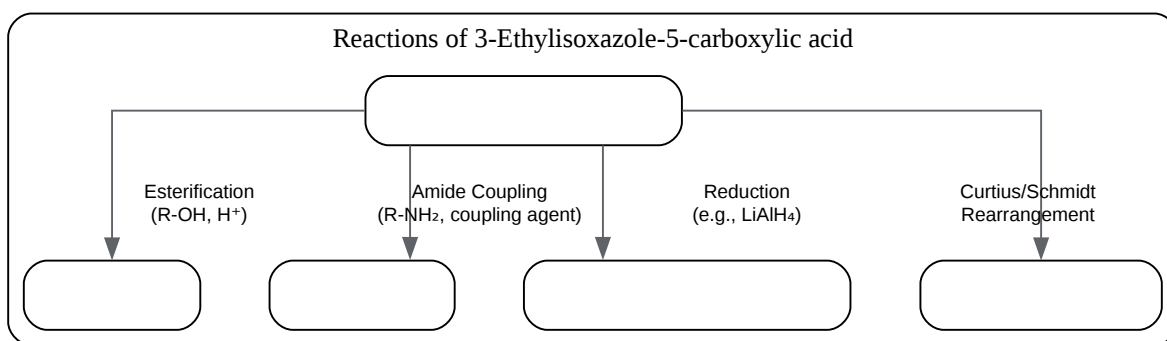 Reactions of 3-Ethylisoxazole-5-carboxylic acid
Esterification
(R-OH, H⁺)
Amide Coupling
(R-NH₂, coupling agent)
Reduction
(e.g., LiAlH₄)
Curtius/Schmidt
Rearrangement